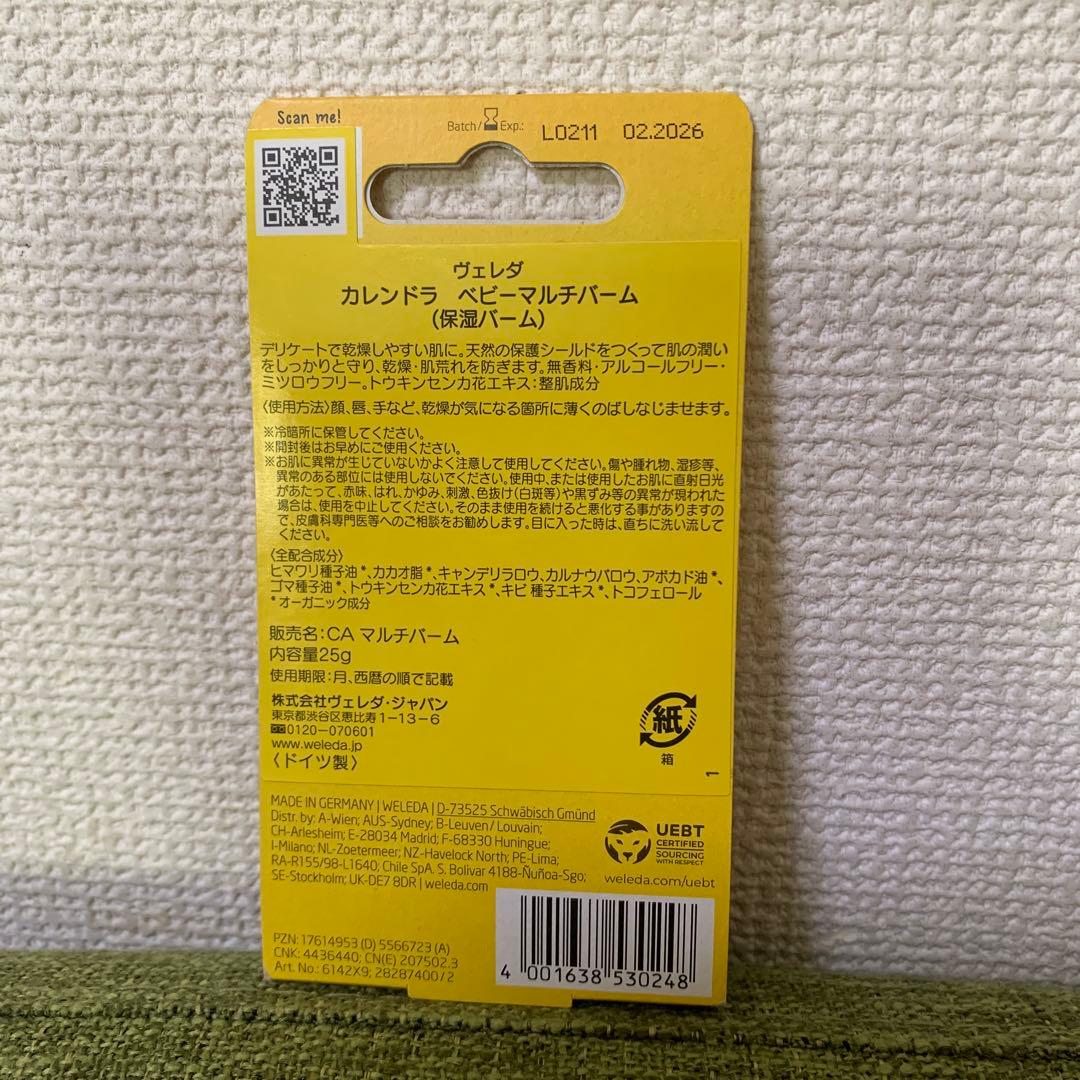 Scan me!
Batch/ Exp.: L0211 02.2026
ヴェレダ
カレンドラ ベビーマルチバーム
(保湿バーム)
デリケートで乾燥しやすい肌に。天然の保護シールドをつくって肌の潤い
をしっかりと守り、乾燥・肌荒れを防ぎます。無香料・アルコールフリー・
ミツロウフリー。トウキンセンカ花エキス:整肌成分
〈使用方法〉顔、唇、手など、乾燥が気になる箇所に薄くのばしなじませます。
※冷暗所に保管してください。
※開封後はお早めにご使用ください。
※お肌に異常が生じていないかよく注意して使用してください。傷や腫れ物、湿疹等、
異常のある部位には使用しないでください。使用中、または使用したお肌に直射日光
があたって、赤味、はれ、かゆみ、刺激、色抜け(白斑等)や黒ずみ等の異常が現われた
場合は、使用を中止してください。そのまま使用を続けると悪化する事がありますの
で、皮膚科専門医等へのご相談をお勧めします。目に入った時は、直ちに洗い流して
ください。
〈全配合成分〉
ヒマワリ種子油*、カカオ脂*、キャンデリラロウ、カルナウバロウ、アボカド油*、
ゴマ種子油*、トウキンセンカ花エキス*、キビ 種子エキス*、トコフェロール
* オーガニック成分
販売名:CA マルチバーム
内容量25g
使用期限:月、西暦の順で記載
株式会社ヴェレダ・ジャパン
東京都渋谷区恵比寿1-13-6
0120-070601
www.weleda.jp
〈ドイツ製〉
紙
箱
1
MADE IN GERMANY | WELEDA | D-73525 Schwäbisch Gmünd
Distr. by: A-Wien; AUS-Sydney; B-Leuven / Louvain;
CH-Arlesheim; E-28034 Madrid; F-68330 Huningue;
I-Milano; NL-Zoetermeer; NZ-Havelock North; PE-Lima;
RA-R155/98-L1640; Chile SpA. S. Bolivar 4188-Ñuñoa-Sgo;
SE-Stockholm; UK-DE7 8DR | weleda.com
UEBT
CERTIFIED
SOURCING
WITH RESPECT
weleda.com/uebt
PZN: 17614953 (D) 5566723 (A)
CNK: 4436440; CN(E) 207502.3
Art. No.: 6142X9; 28287400/2
4 001638 530248